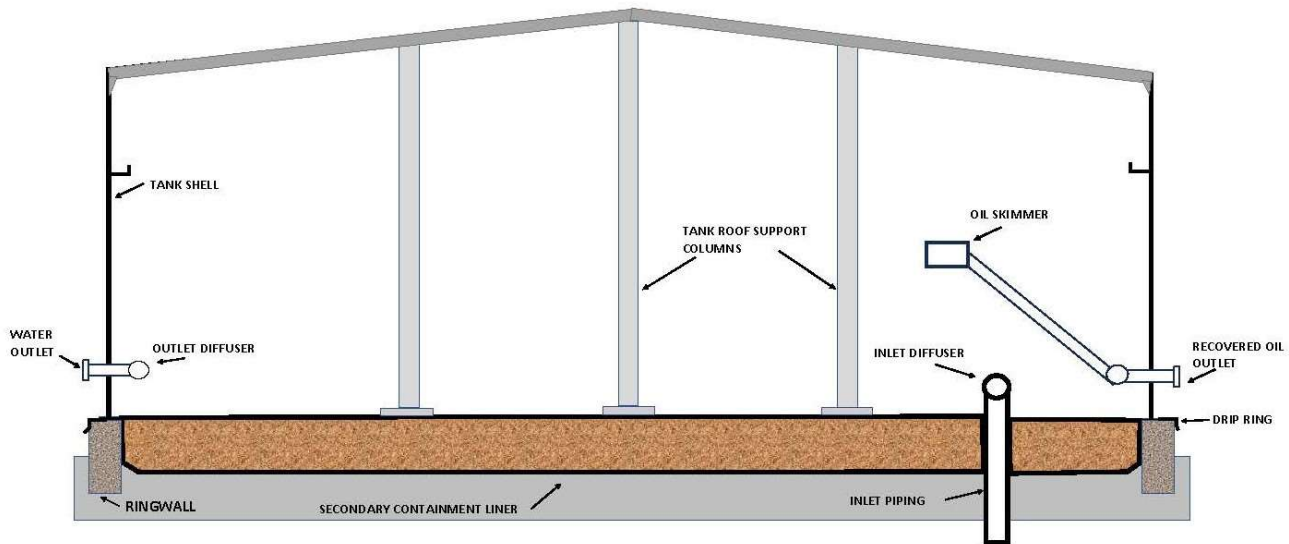 TANK SHELL
TANK ROOF SUPPORT
COLUMNS
OIL SKIMMER
WATER
OUTLET
OUTLET DIFFUSER
INLET DIFFUSER
RECOVERED OIL
OUTLET
DRIP RING
RINGWALL
SECONDARY CONTAINMENT LINER
INLET PIPING